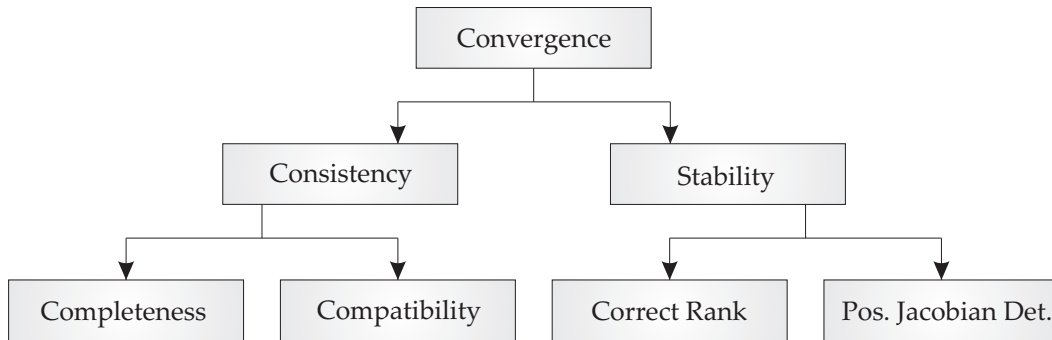 Convergence
Consistency
Stability
Completeness
Compatibility
Correct Rank
Pos. Jacobian Det.